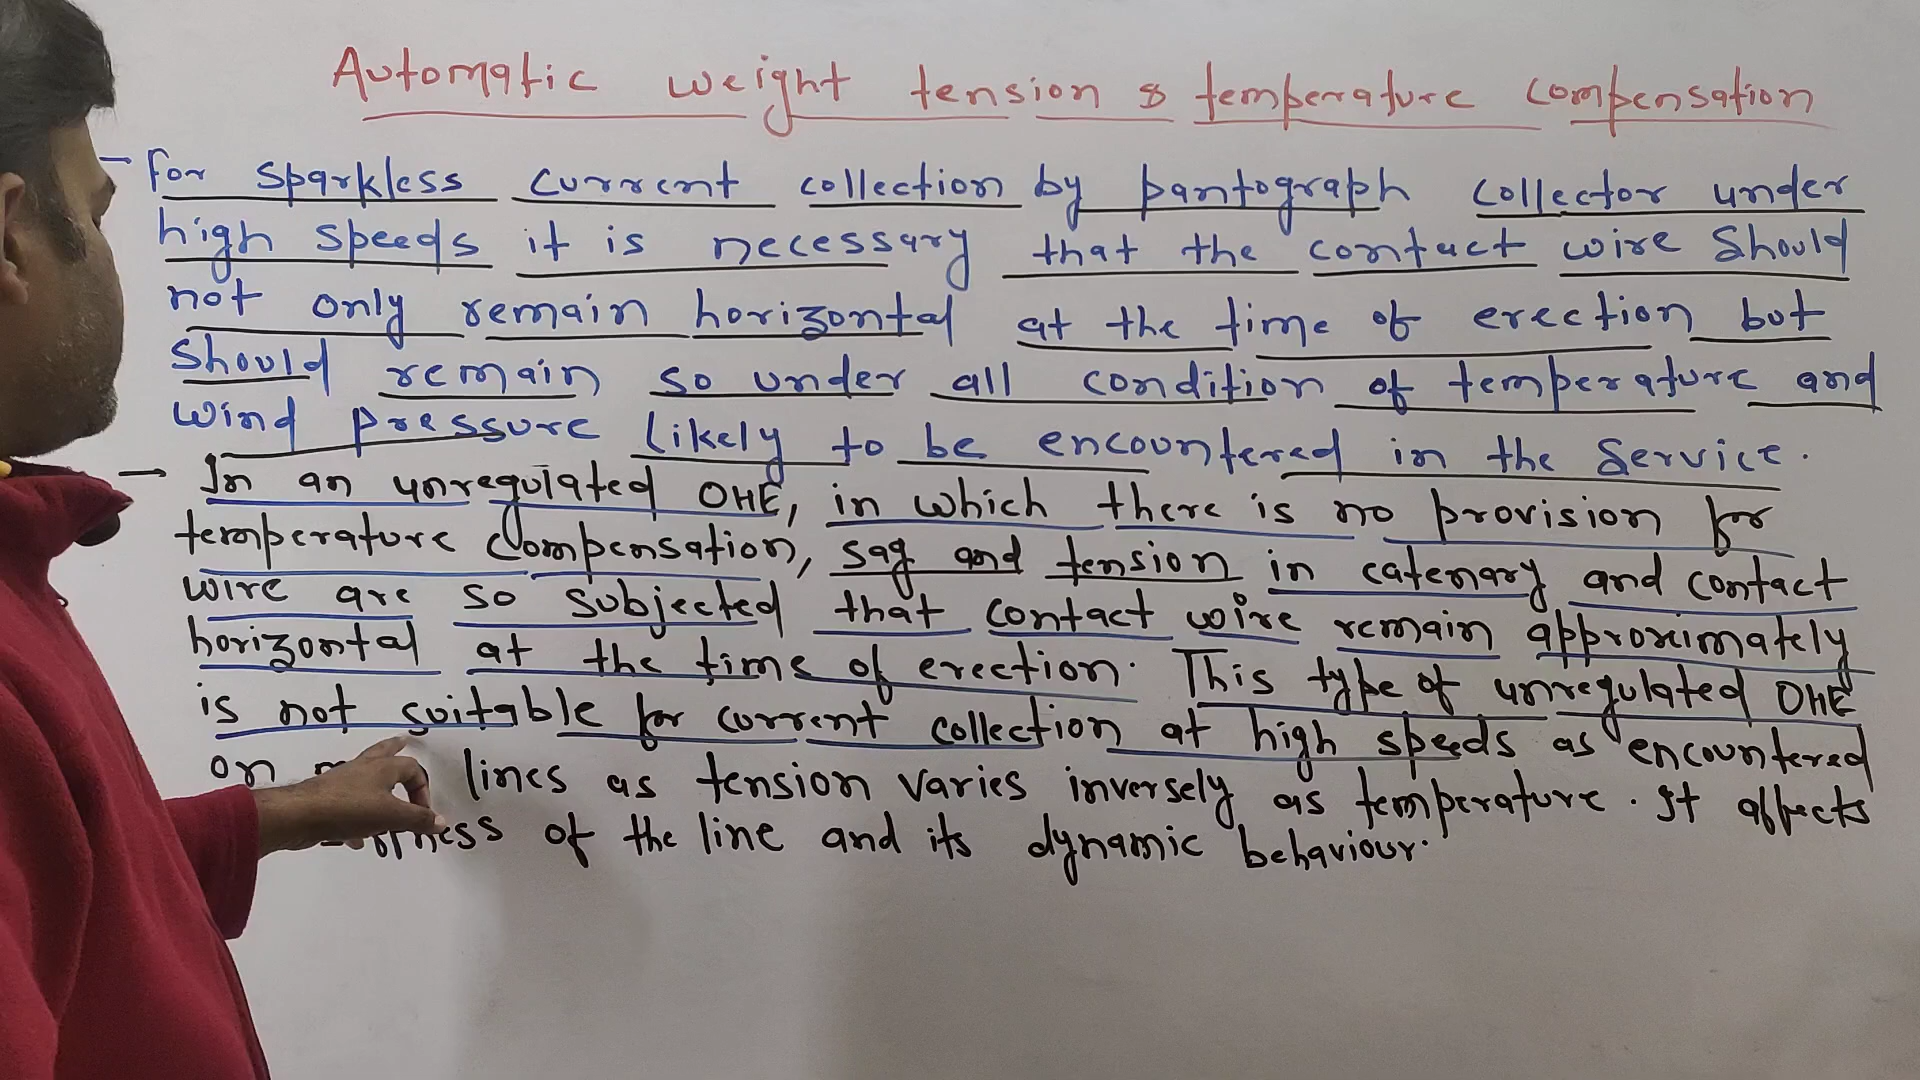 Automatic weight tension & temperature compensation
- For sparkless current collection by pantograph collector under
high speeds it is necessary that the contact wire should
not only remain horizontal at the time of erection but
should remain so under all condition of temperature and
wind pressure likely to be encountered in the service.
→ In an unregulated OHE, in which there is no provision for
temperature compensation, sag and tension in catenary and contact
wire are so subjected that contact wire remain approximately
horizontal at the time of erection. This type of unregulated OHE
is not suitable for current collection at high speeds as encountered
on lines as tension varies inversely as temperature. It affects
of the line and its dynamic behaviour.